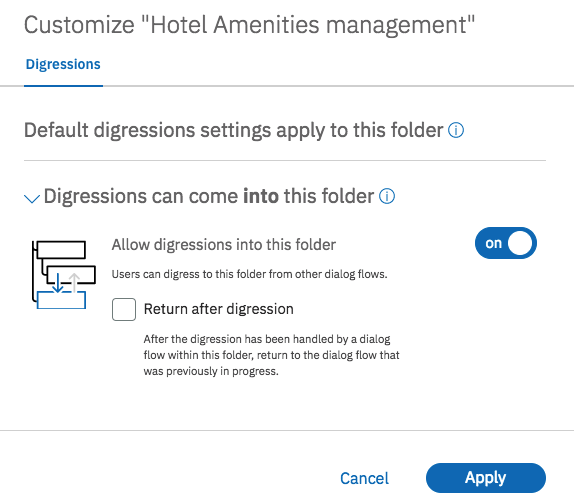 Customize "Hotel Amenities management"
Digressions
Default digressions settings apply to this folder
Digressions can come into this folder
Allow digressions into this folder
on
Users can digress to this folder from other dialog flows.
Return after digression
After the digression has been handled by a dialog
flow within this folder, return to the dialog flow that
was previously in progress.
Cancel
Apply